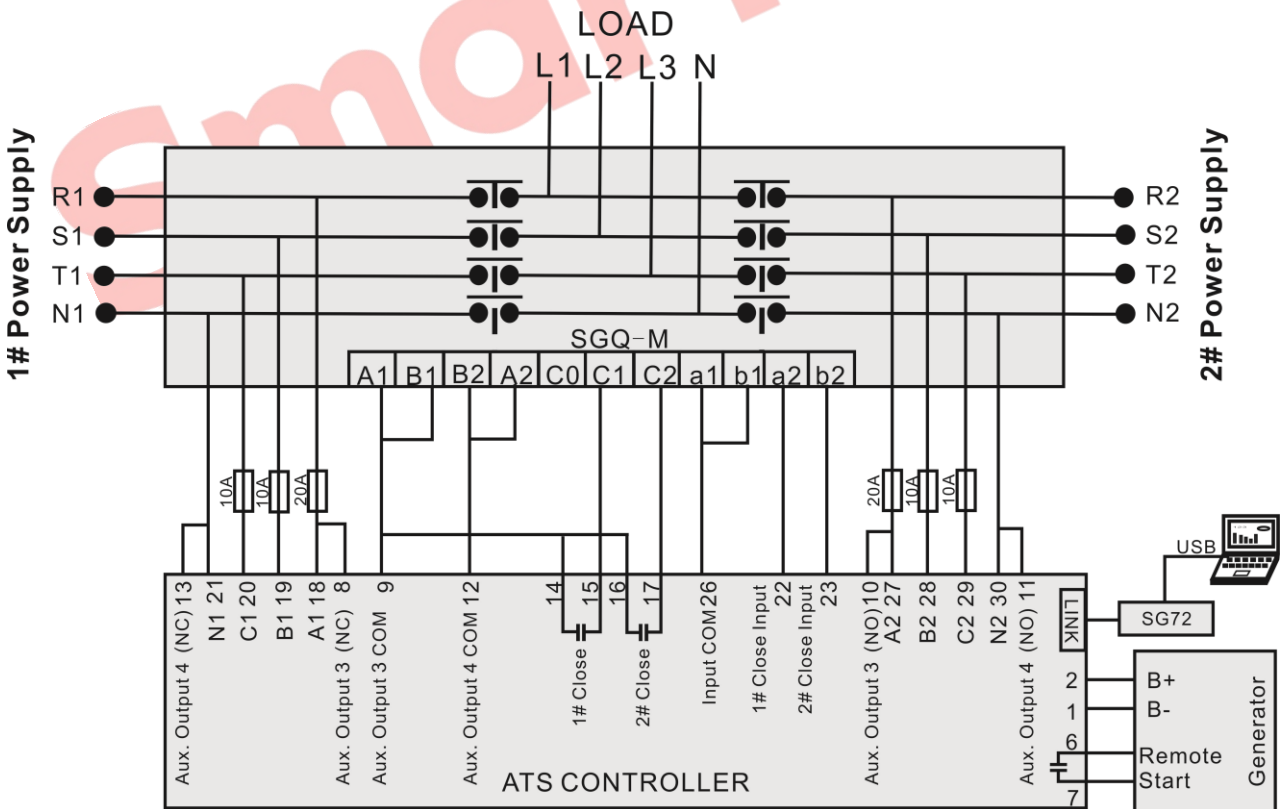 Smar
LOAD
L1 L2 L3 N
1# Power Supply
R1
S1
T1
N1
R2
S2
T2
N2
2# Power Supply
SGQ-M
A1 B1 B2 A2 C0 C1 C2 a1 b1 a2 b2
10A
10A
20A
20A
10A
10A
Aux. Output 4 (NC) 13
N1 21
C1 20
B1 19
A1 18
Aux. Output 3 (NC) 8
Aux. Output 3 COM 9
Aux. Output 4 COM 12
14
1# Close 15
16
2# Close 17
Input COM 26
1# Close Input 22
2# Close Input 23
Aux. Output 3 (NO) 10
A2 27
B2 28
C2 29
N2 30
Aux. Output 4 (NO) 11
LINK
USB
SG72
2
1
6
7
B+
B-
Remote
Start
Generator
ATS CONTROLLER